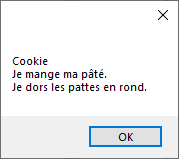 Cookie
Je mange ma pâté.
Je dors les pattes en rond.
OK